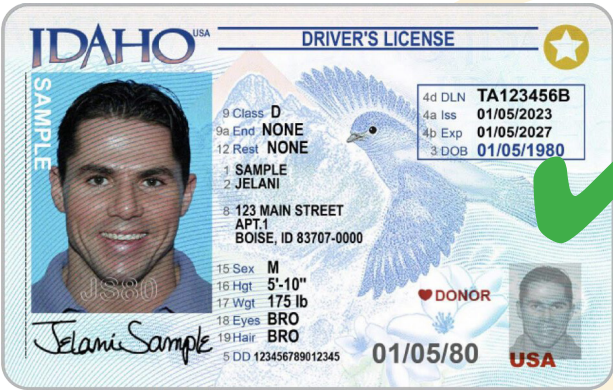 IDAHO USA
DRIVER'S LICENSE
SAMPLE
4d DLN TA123456B
4a Iss 01/05/2023
4b Exp 01/05/2027
3 DOB 01/05/1980
9 Class D
9a End NONE
12 Rest NONE
1 SAMPLE
2 JELANI
8 123 MAIN STREET
APT.1
BOISE, ID 83707-0000
15 Sex M
16 Hgt 5'-10"
17 Wgt 175 lb
18 Eyes BRO
19 Hair BRO
5 DD 123456789012345
JS80
Jelani Sample
DONOR
01/05/80
USA